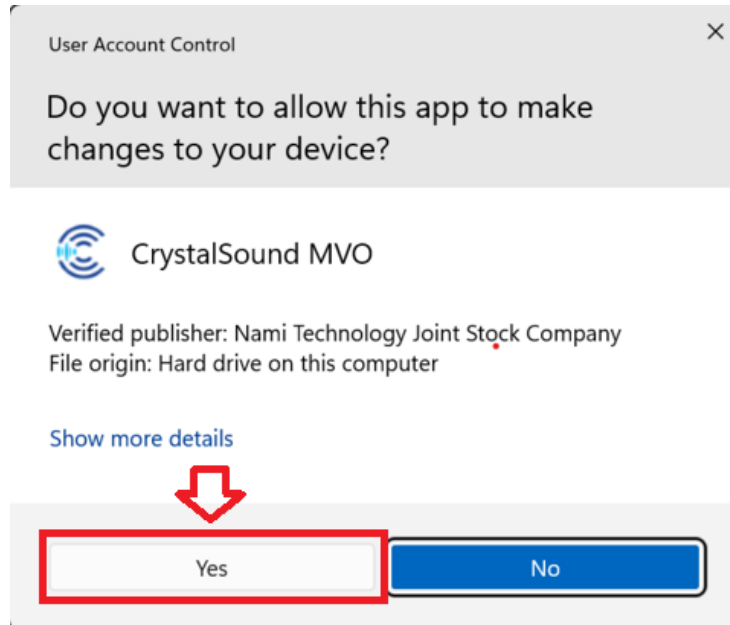 User Account Control
Do you want to allow this app to make
changes to your device?
CrystalSound MVO
Verified publisher: Nami Technology Joint Stock Company
File origin: Hard drive on this computer
Show more details
Yes
No